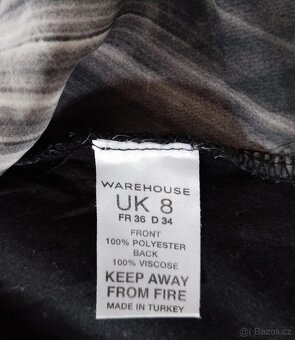 WAREHOUSE
UK 8
FR 36 D 34
FRONT
100% POLYESTER
BACK
100% VISCOSE
KEEP AWAY
FROM FIRE
MADE IN TURKEY
Bazos.cz